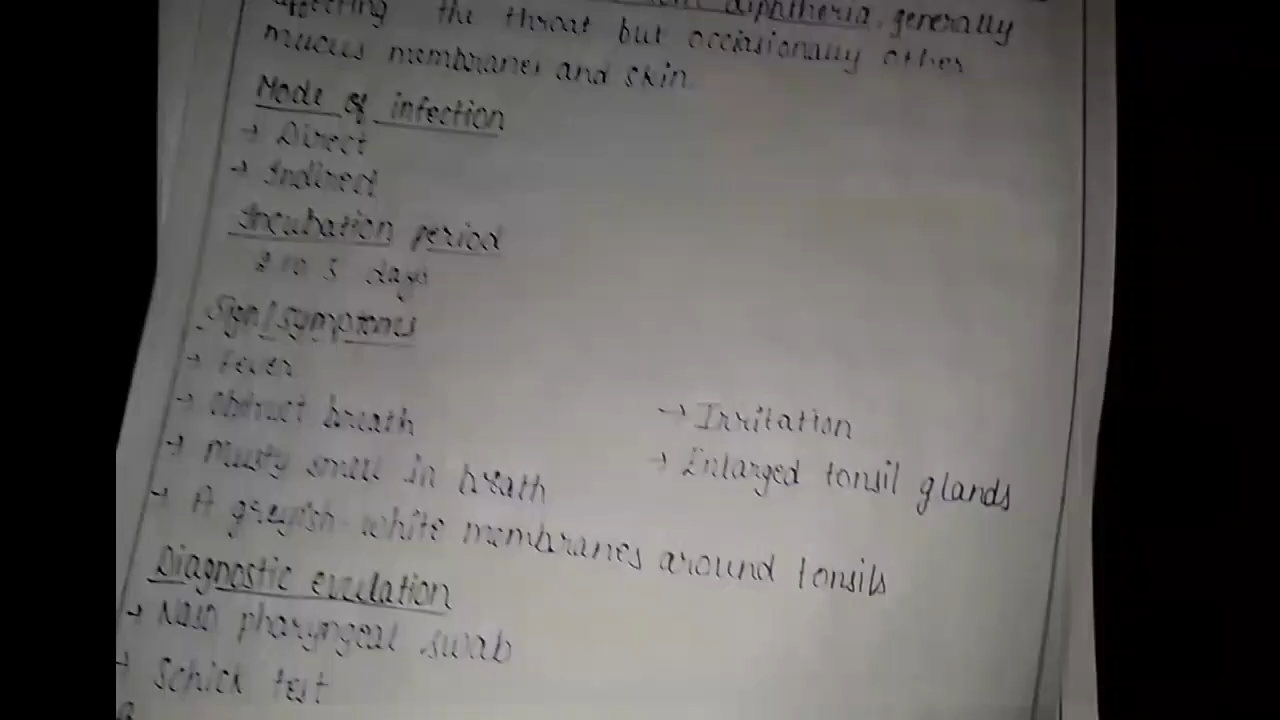 diphtheria, generally
affecting the throat but occiasionally other
mucus membranes and skin.
Mode of infection
→ Direct
→ Indirect
Incubation period
2 to 5 days
Sign/symptoms
→ Fever
→ Obstruct breath
→ Irritation
→ Musty smell in breath
→ Enlarged tonsil glands
→ A greyish-white membranes around tonsils
Diagnostic evulation
→ Naso pharyngeal swab
→ Schick test